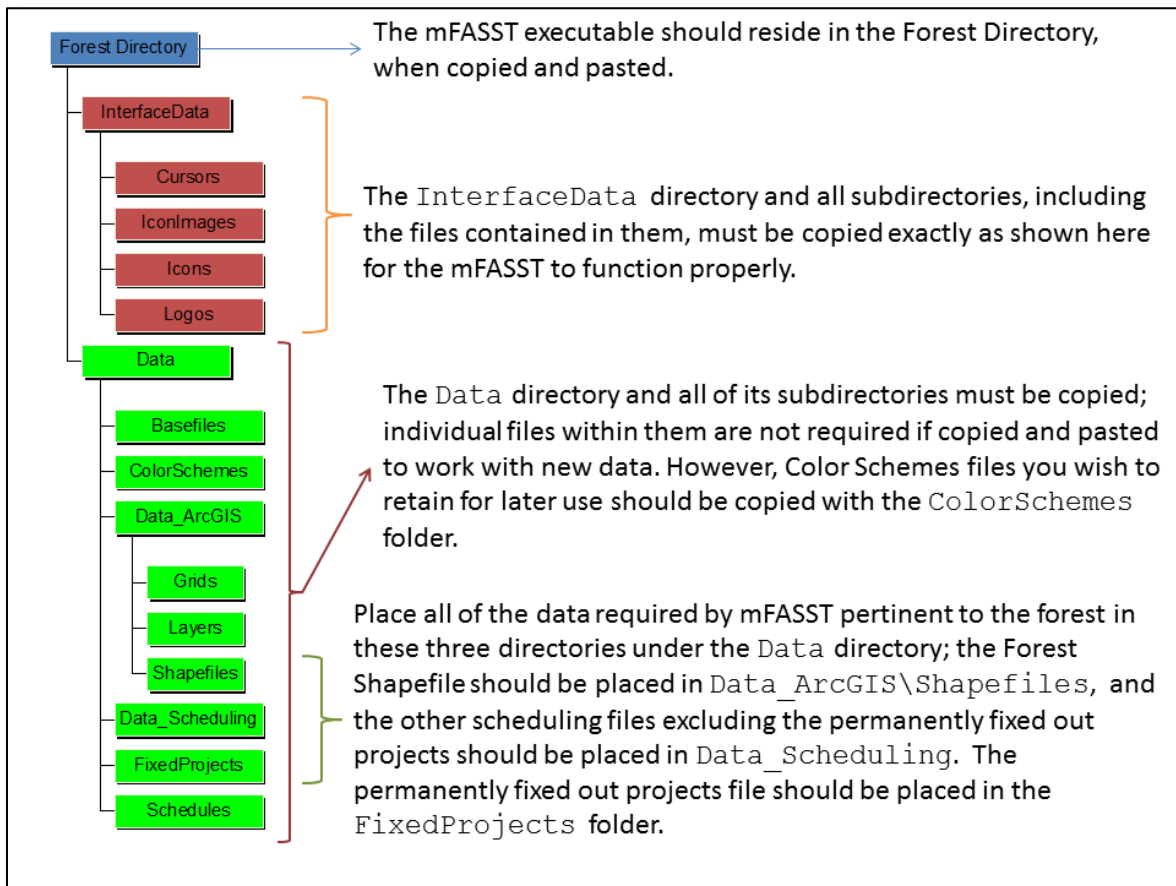 Forest Directory
The mFASST executable should reside in the Forest Directory,
when copied and pasted.
InterfaceData
Cursors
IconImages
Icons
Logos
The InterfaceData directory and all subdirectories, including
the files contained in them, must be copied exactly as shown here
for the mFASST to function properly.
Data
Basefiles
ColorSchemes
Data_ArcGIS
Grids
Layers
Shapefiles
Data_Scheduling
FixedProjects
Schedules
The Data directory and all of its subdirectories must be copied;
individual files within them are not required if copied and pasted
to work with new data. However, Color Schemes files you wish to
retain for later use should be copied with the ColorSchemes
folder.
Place all of the data required by mFASST pertinent to the forest in
these three directories under the Data directory; the Forest
Shapefile should be placed in Data_ArcGIS\Shapefiles, and
the other scheduling files excluding the permanently fixed out
projects should be placed in Data_Scheduling. The
permanently fixed out projects file should be placed in the
FixedProjects folder.